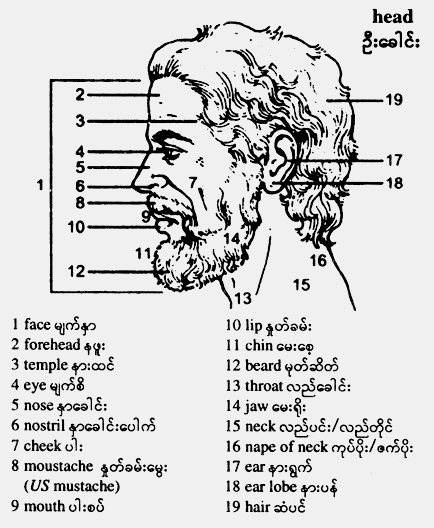 head
ဦးခေါင်း
2
3
19
4
5
1
6
7
17
8
18
9
10
11
14
16
12
13
15
1 face မျက်နှာ
2 forehead နဖူး
3 temple နားထင်
4 eye မျက်စိ
5 nose နှာခေါင်း
6 nostril နှာခေါင်းပေါက်
7 cheek ပါး
8 moustache နှုတ်ခမ်းမွေး
(US mustache)
9 mouth ပါးစပ်
10 lip နှုတ်ခမ်း
11 chin မေးစေ့
12 beard မုတ်ဆိတ်
13 throat လည်ခေါင်း
14 jaw မေးရိုး
15 neck လည်ပင်း/လည်တိုင်
16 nape of neck ကုပ်ပိုး/ဇက်ပိုး
17 ear နားရွက်
18 ear lobe နားပန်
19 hair ဆံပင်